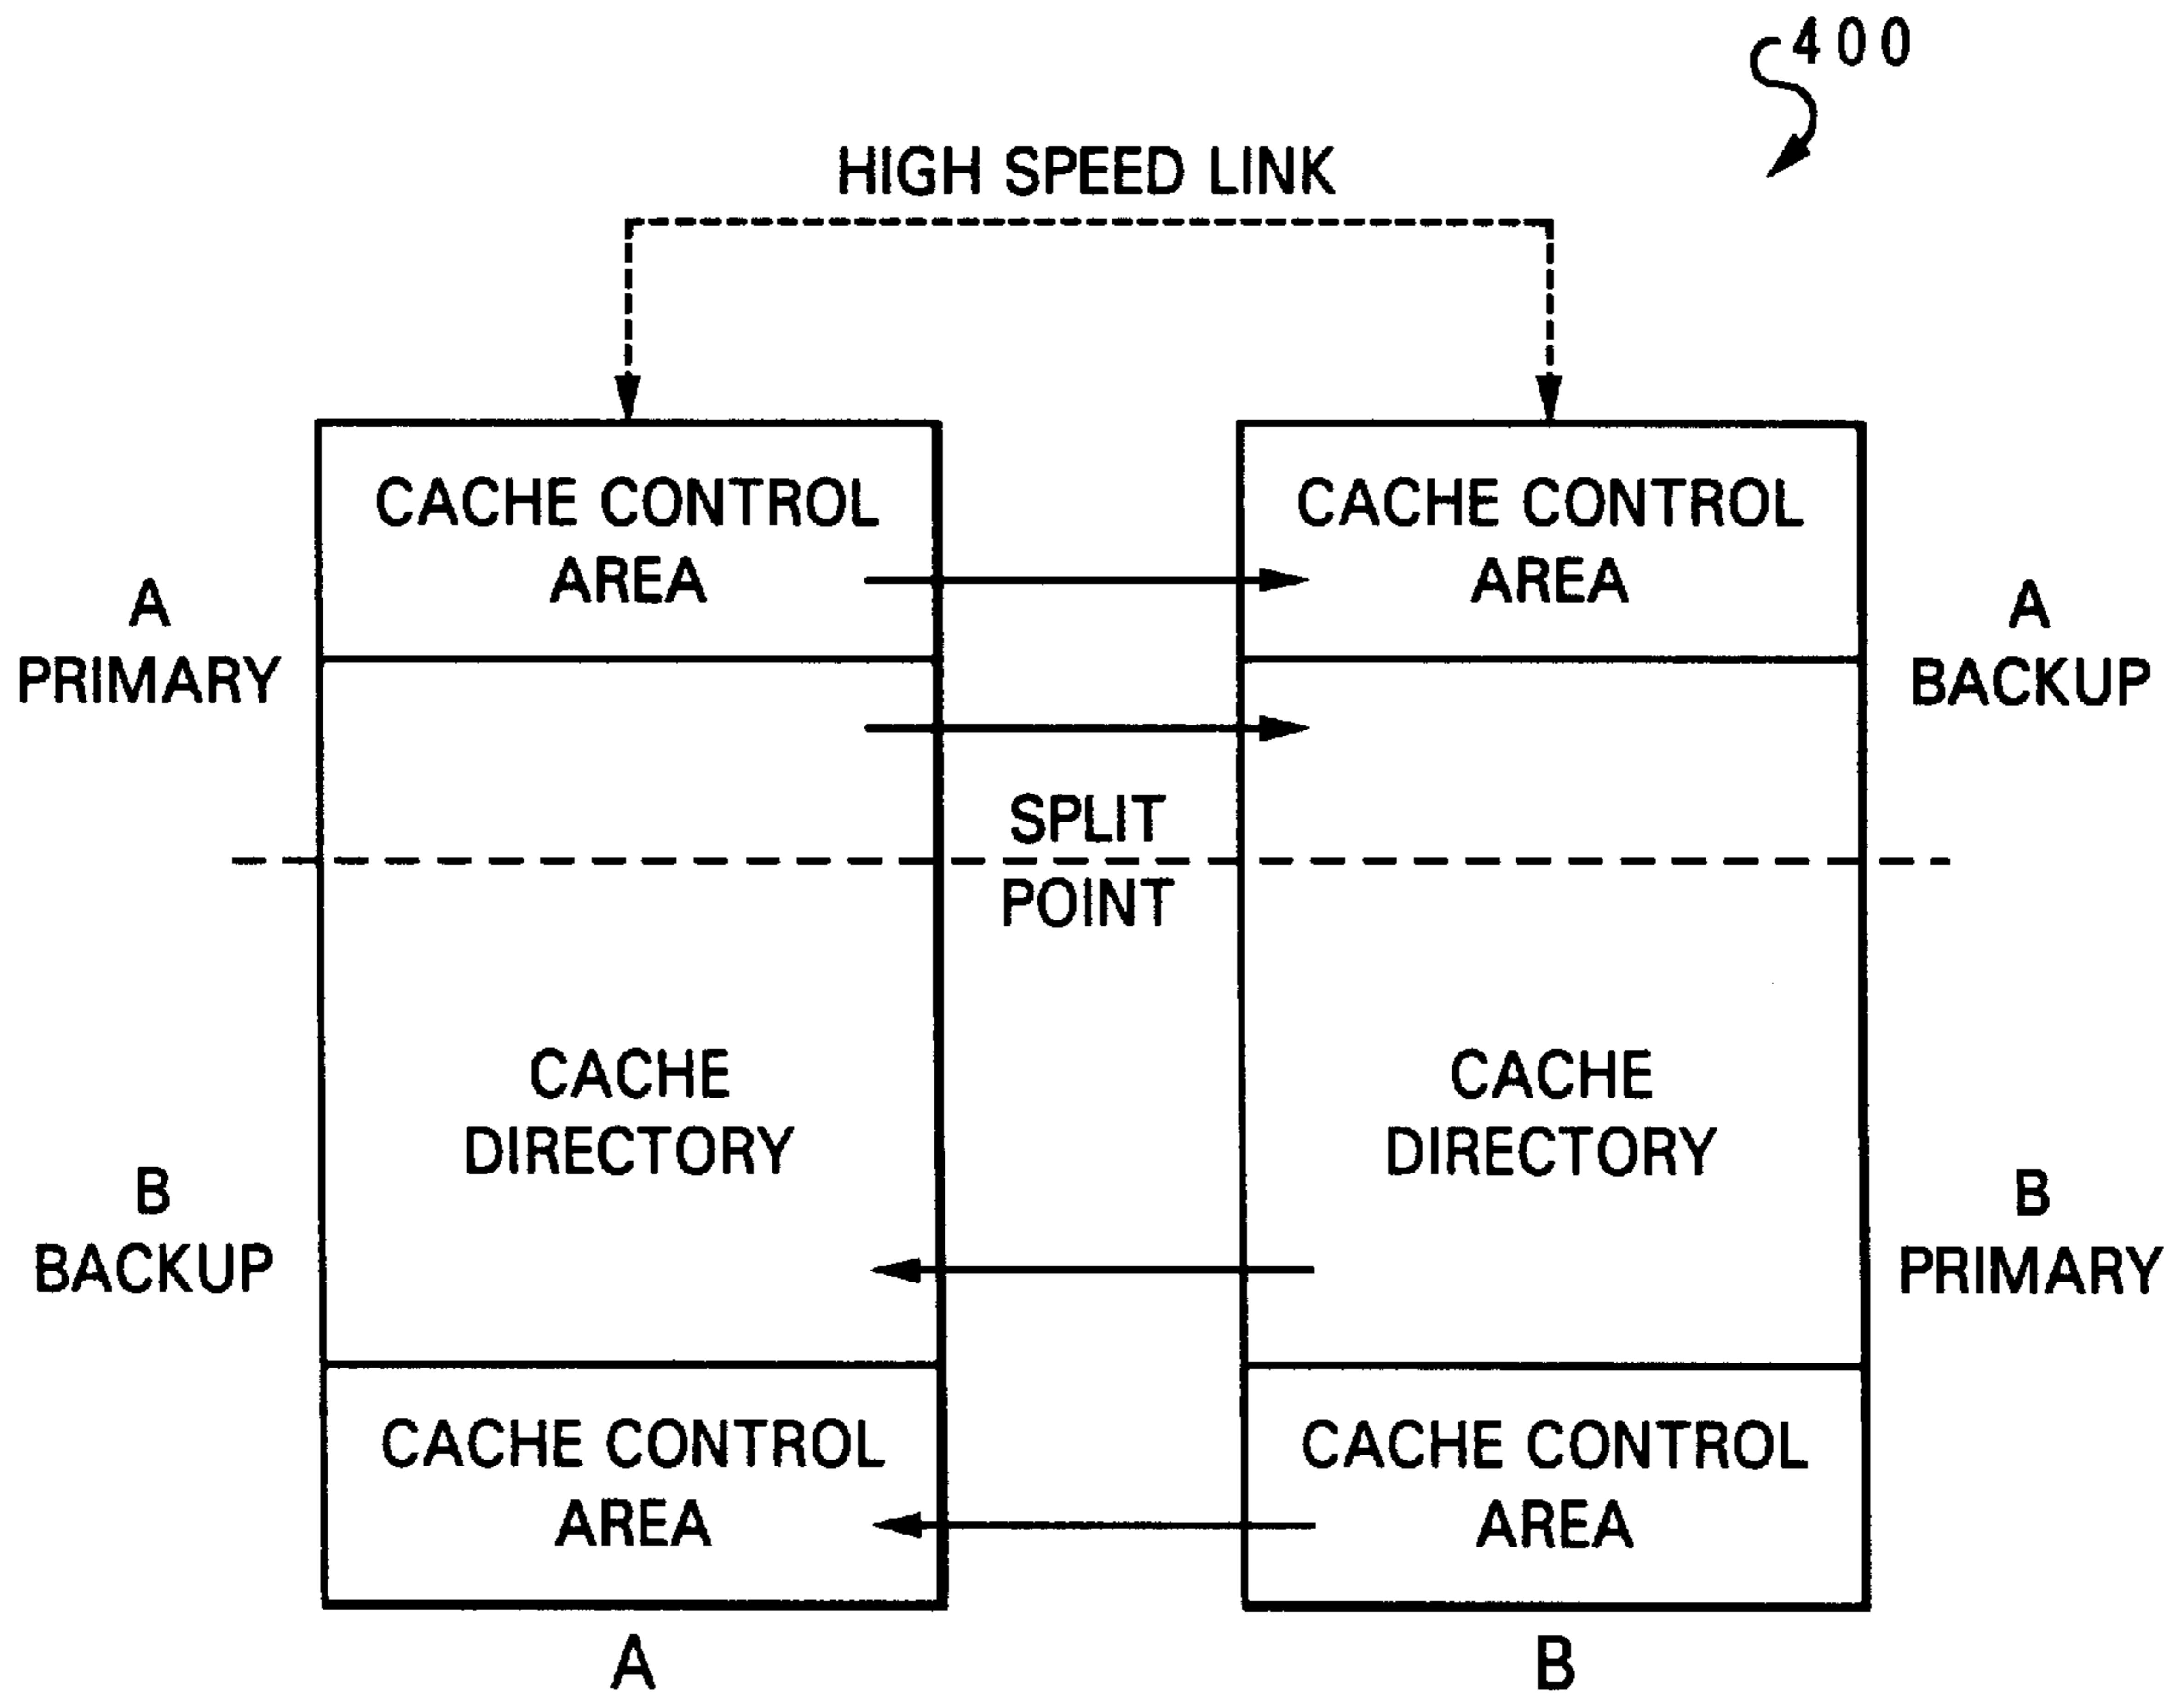 400
HIGH SPEED LINK
CACHE CONTROL
AREA
CACHE CONTROL
AREA
A
PRIMARY
A
BACKUP
SPLIT
POINT
CACHE
DIRECTORY
CACHE
DIRECTORY
B
BACKUP
B
PRIMARY
CACHE CONTROL
AREA
CACHE CONTROL
AREA
A
B